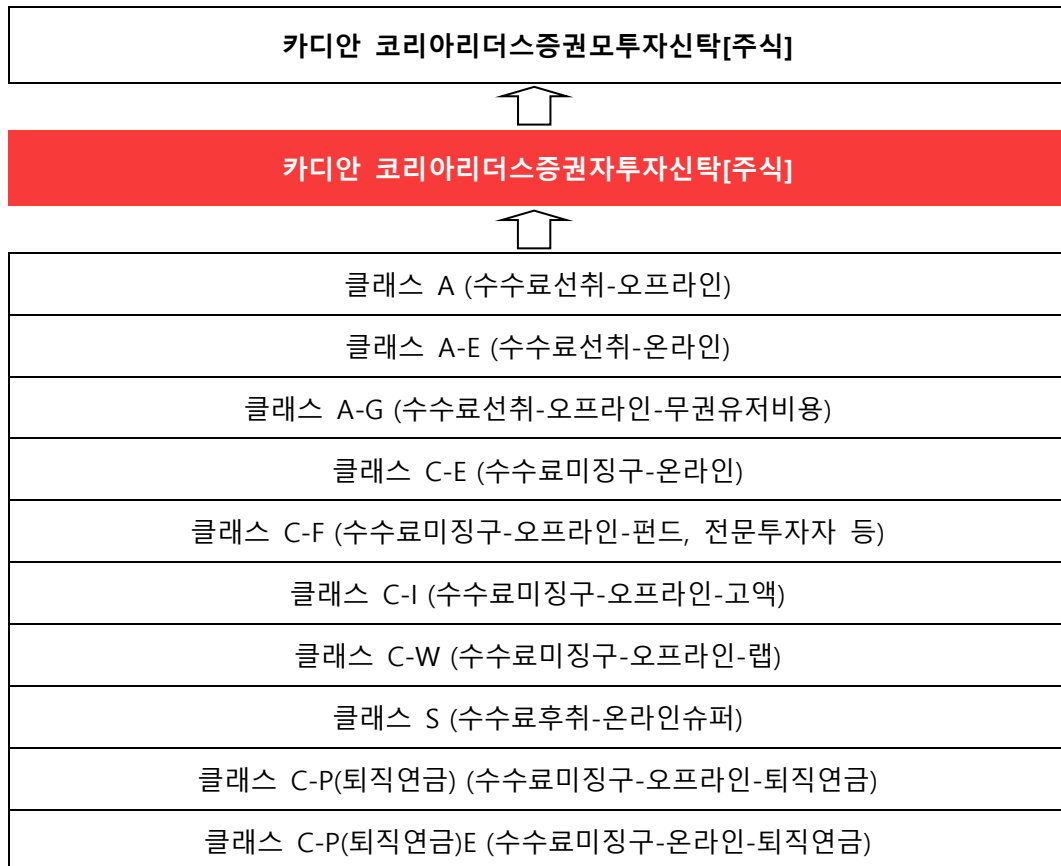 카디안 코리아리더스증권모투자신탁[주식]
카디안 코리아리더스증권자투자신탁[주식]
클래스 A (수수료선취-오프라인)
클래스 A-E (수수료선취-온라인)
클래스 A-G (수수료선취-오프라인-무권유저비용)
클래스 C-E (수수료미징구-온라인)
클래스 C-F (수수료미징구-오프라인-펀드, 전문투자자 등)
클래스 C-I (수수료미징구-오프라인-고액)
클래스 C-W (수수료미징구-오프라인-랩)
클래스 S (수수료후취-온라인슈퍼)
클래스 C-P(퇴직연금) (수수료미징구-오프라인-퇴직연금)
클래스 C-P(퇴직연금)E (수수료미징구-온라인-퇴직연금)